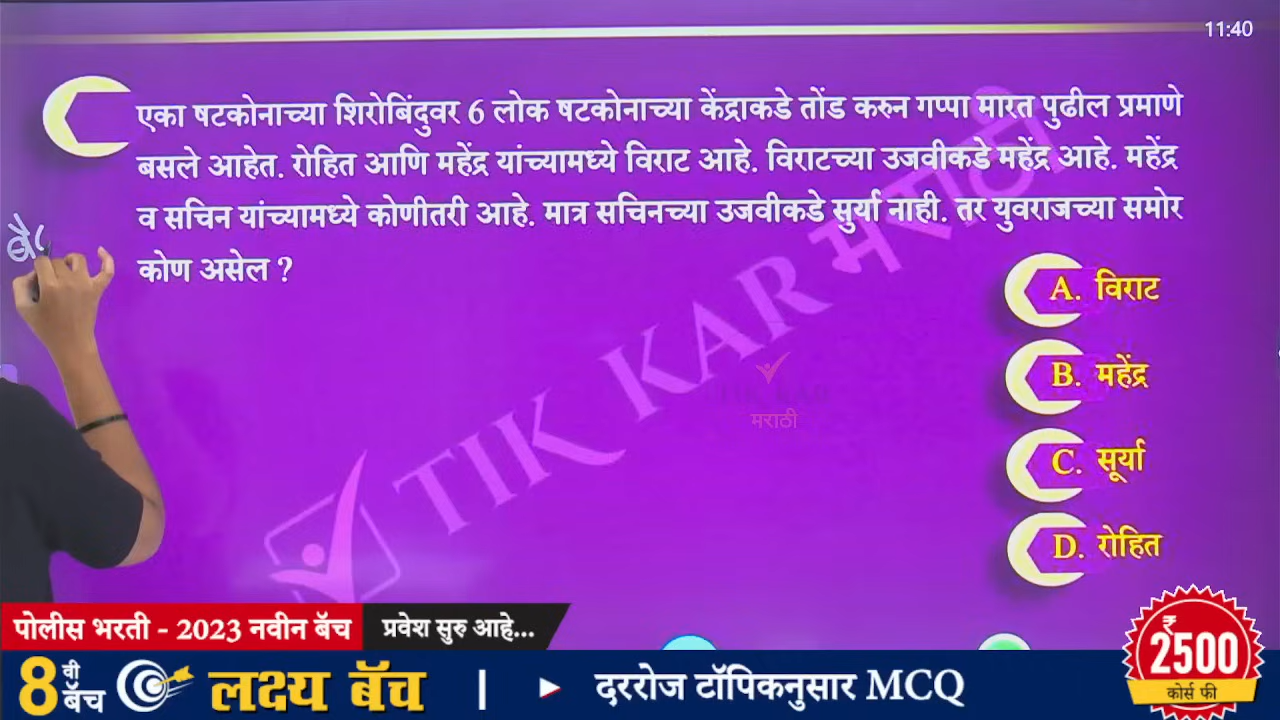 11:40
एका षटकोनाच्या शिरोबिंदुवर 6 लोक षटकोनाच्या केंद्राकडे तोंड करुन गप्पा मारत पुढील प्रमाणे
बसले आहेत. रोहित आणि महेंद्र यांच्यामध्ये विराट आहे. विराटच्या उजवीकडे महेंद्र आहे. महेंद्र
व सचिन यांच्यामध्ये कोणीतरी आहे. मात्र सचिनच्या उजवीकडे सुर्या नाही. तर युवराजच्या समोर
कोण असेल ?
A. विराट
B. महेंद्र
C. सूर्या
D. रोहित
TIK KAR मराठी
TIK KAR
मराठी
पोलीस भरती - 2023 नवीन बॅच प्रवेश सुरु आहे...
8 वी बॅच लक्ष्य बॅच | दररोज टॉपिकनुसार MCQ
₹ 2500
कोर्स फी